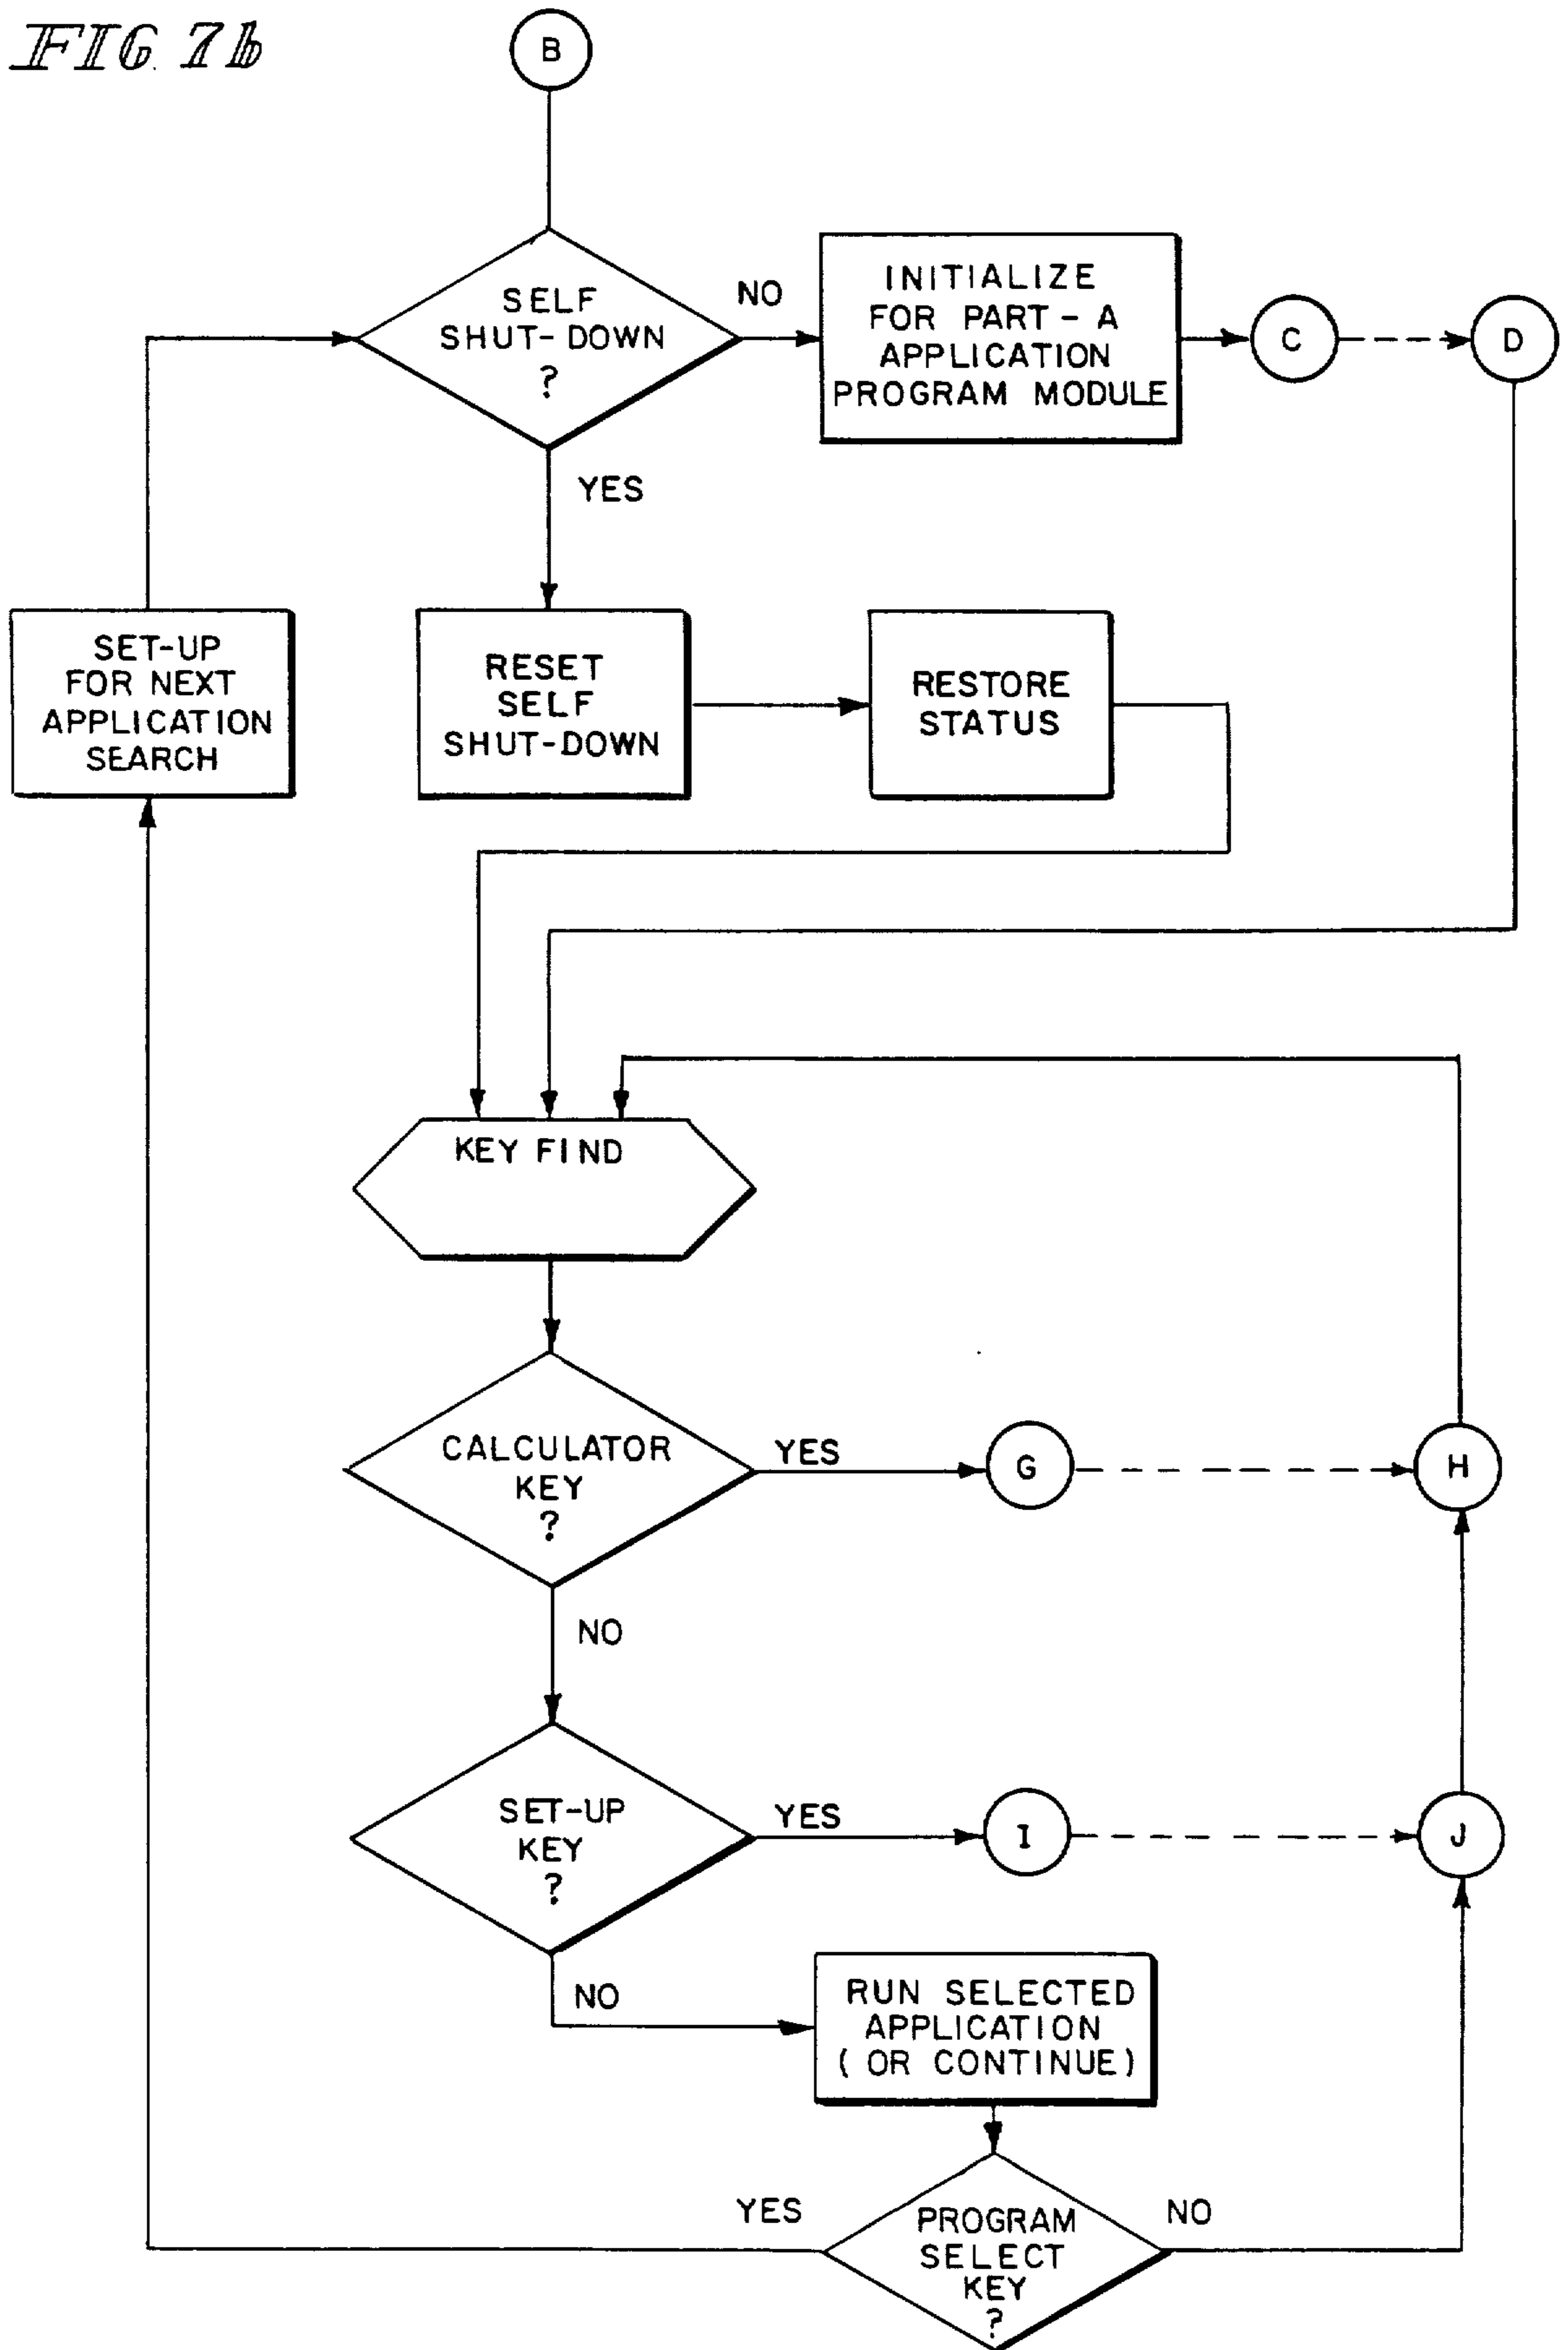 FIG. 7b
B
SELF
SHUT-DOWN
?
NO
INITIALIZE
FOR PART-A
APPLICATION
PROGRAM MODULE
C
D
YES
SET-UP
FOR NEXT
APPLICATION
SEARCH
RESET
SELF
SHUT-DOWN
RESTORE
STATUS
KEY FIND
CALCULATOR
KEY
?
YES
G
H
NO
SET-UP
KEY
?
YES
I
J
NO
RUN SELECTED
APPLICATION
(OR CONTINUE)
YES
PROGRAM
SELECT
KEY
?
NO